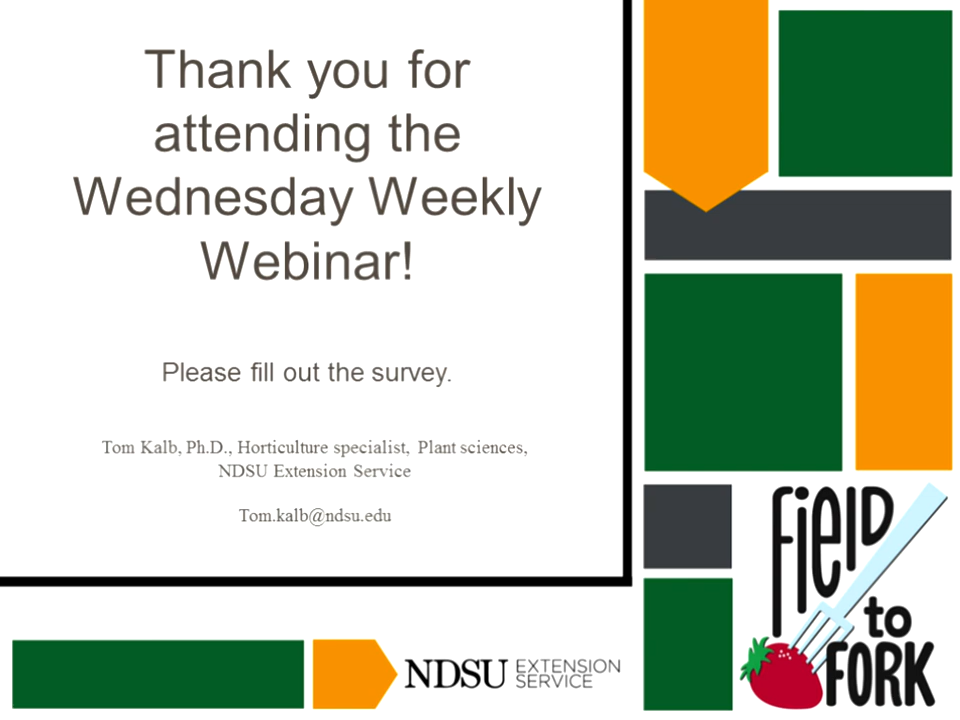 Thank you for
attending the
Wednesday Weekly
Webinar!
Please fill out the survey.
Tom Kalb, Ph.D., Horticulture specialist, Plant sciences,
NDSU Extension Service
Tom.kalb@ndsu.edu
NDSU EXTENSION
SERVICE
field
to
FORK